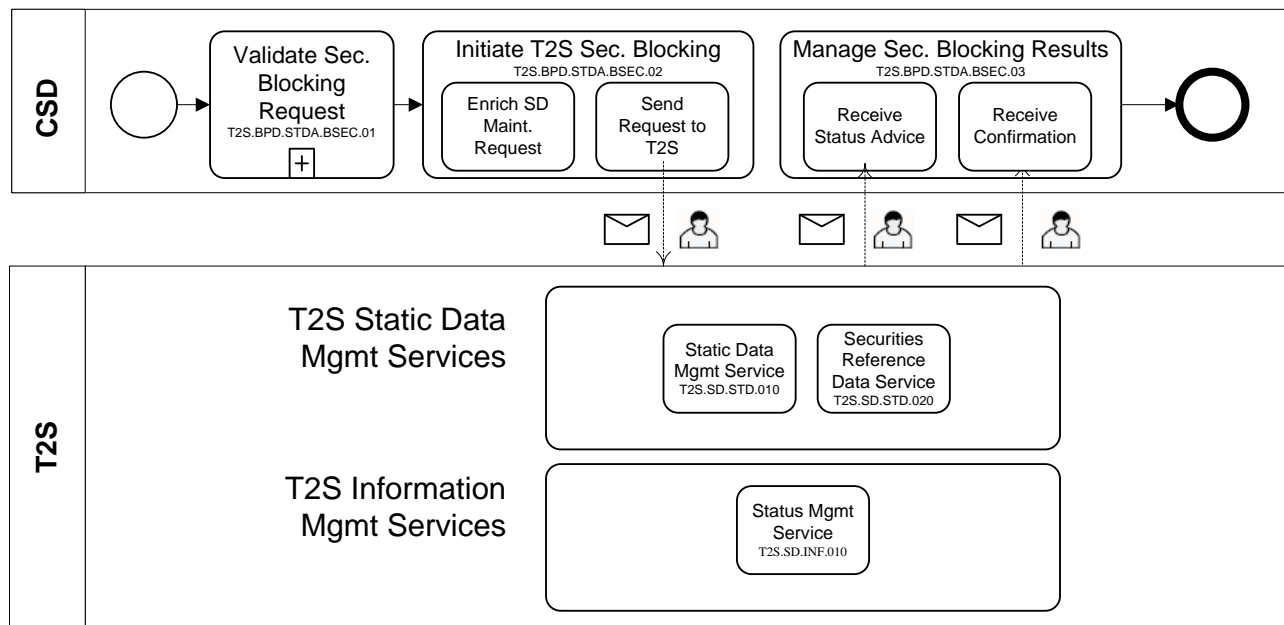 CSD
Validate Sec.
Blocking
Request
T2S.BPD.STDA.BSEC.01
Initiate T2S Sec. Blocking
T2S.BPD.STDA.BSEC.02
Enrich SD
Maint.
Request
Send
Request to
T2S
Manage Sec. Blocking Results
T2S.BPD.STDA.BSEC.03
Receive
Status Advice
Receive
Confirmation
T2S
T2S Static Data
Mgmt Services
Static Data
Mgmt Service
T2S.SD.STD.010
Securities
Reference
Data Service
T2S.SD.STD.020
T2S Information
Mgmt Services
Status Mgmt
Service
T2S.SD.INF.010